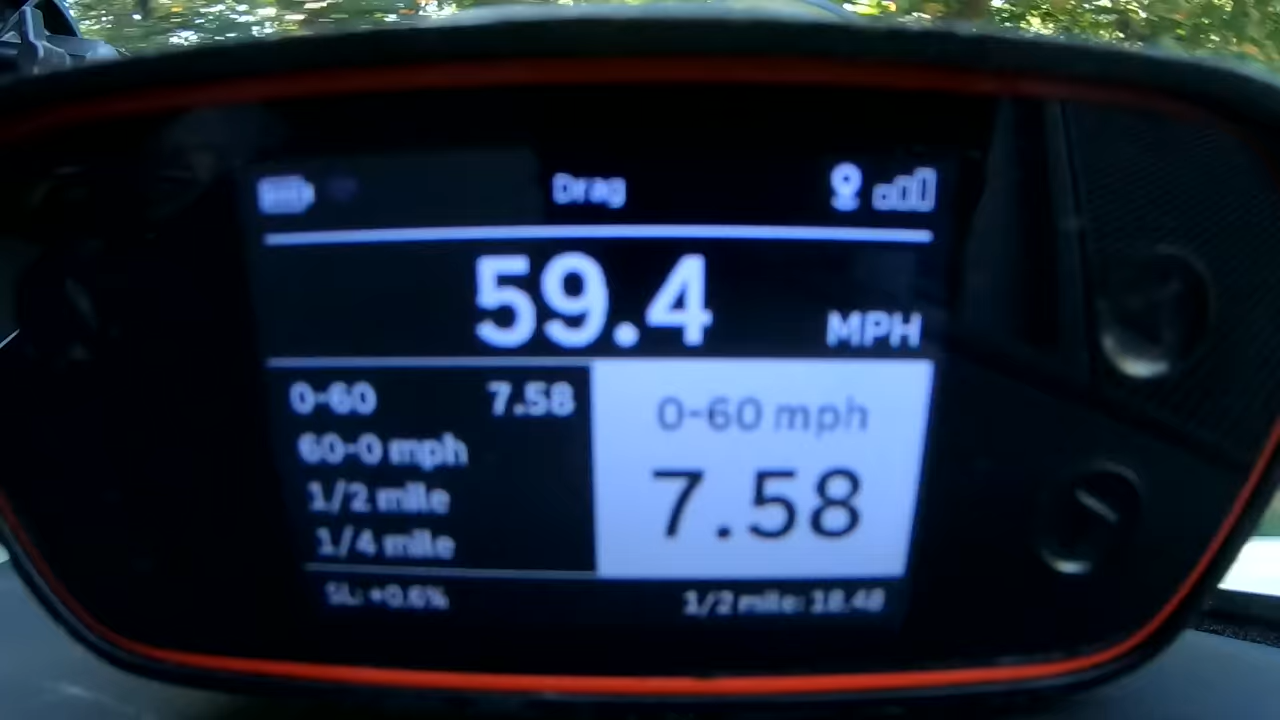 Drag
59.4 MPH
0-60 7.58
60-0 mph
1/2 mile
1/4 mile
0-60 mph
7.58
SL: +0.6%
1/2 mile: 18.48